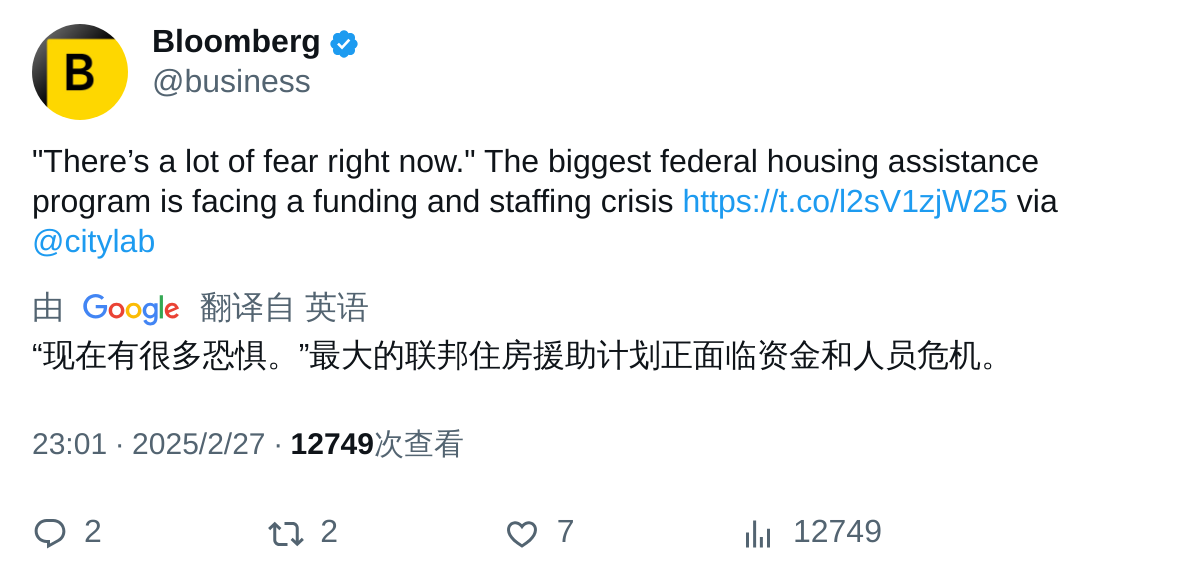 B
Bloomberg
@business
"There’s a lot of fear right now." The biggest federal housing assistance
program is facing a funding and staffing crisis https://t.co/l2sV1zjW25 via
@citylab
由 Google 翻译自 英语
“现在有很多恐惧。”最大的联邦住房援助计划正面临资金和人员危机。
23:01 · 2025/2/27 · 12749次查看
2 2 7 12749